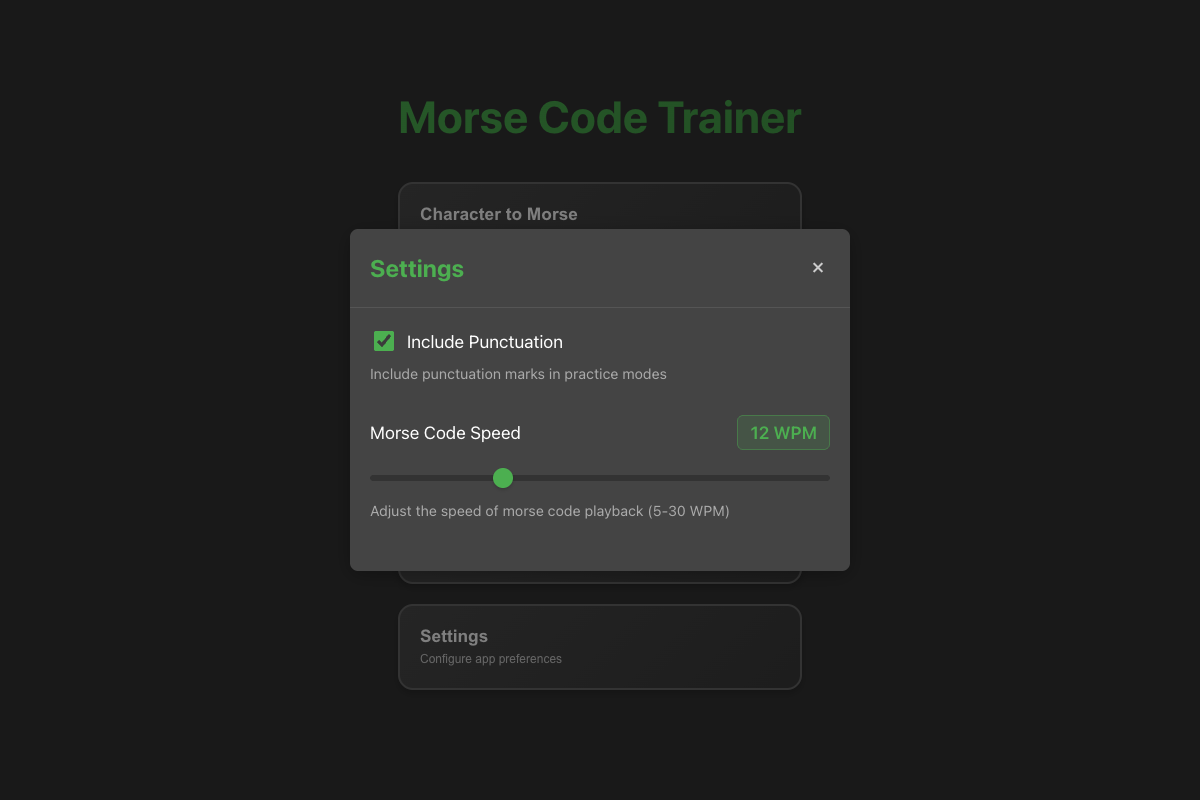 Morse Code Trainer
Character to Morse
Settings
×
Include Punctuation
Include punctuation marks in practice modes
Morse Code Speed
12 WPM
Adjust the speed of morse code playback (5-30 WPM)
Settings
Configure app preferences